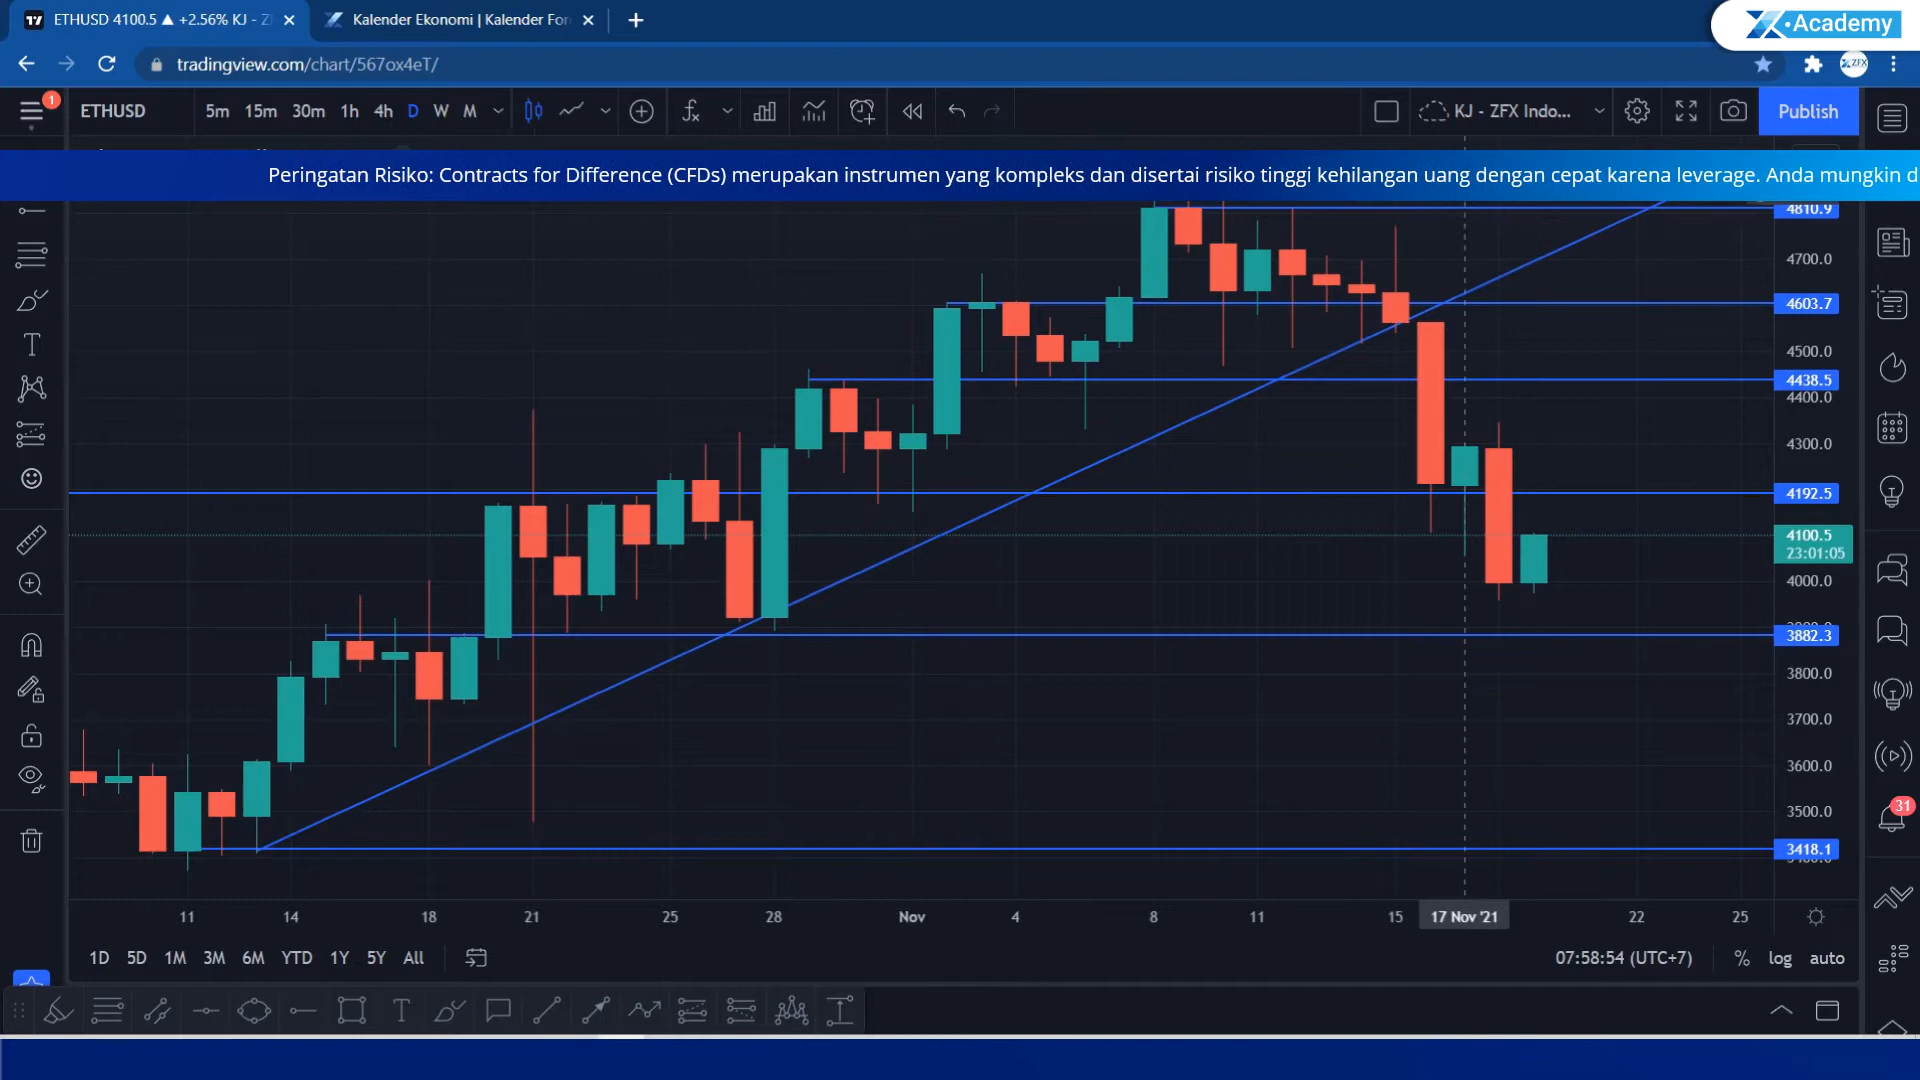 ETHUSD 4100.5 ▲ +2.56% KJ - Z
Kalender Ekonomi | Kalender For
Academy
tradingview.com/chart/567ox4eT/
ZFX
1
ETHUSD
5m 15m 30m 1h 4h D W M
KJ - ZFX Indo...
Publish
Peringatan Risiko: Contracts for Difference (CFDs) merupakan instrumen yang kompleks dan disertai risiko tinggi kehilangan uang dengan cepat karena leverage. Anda mungkin d
4810.9
4700.0
4603.7
4500.0
4438.5
4400.0
4300.0
4192.5
4100.5
23:01:05
4000.0
3882.3
3800.0
3700.0
3600.0
3500.0
3418.1
31
11 14 18 21 25 28 Nov 4 8 11 15 17 Nov '21 22 25
1D 5D 1M 3M 6M YTD 1Y 5Y All
07:58:54 (UTC+7) % log auto